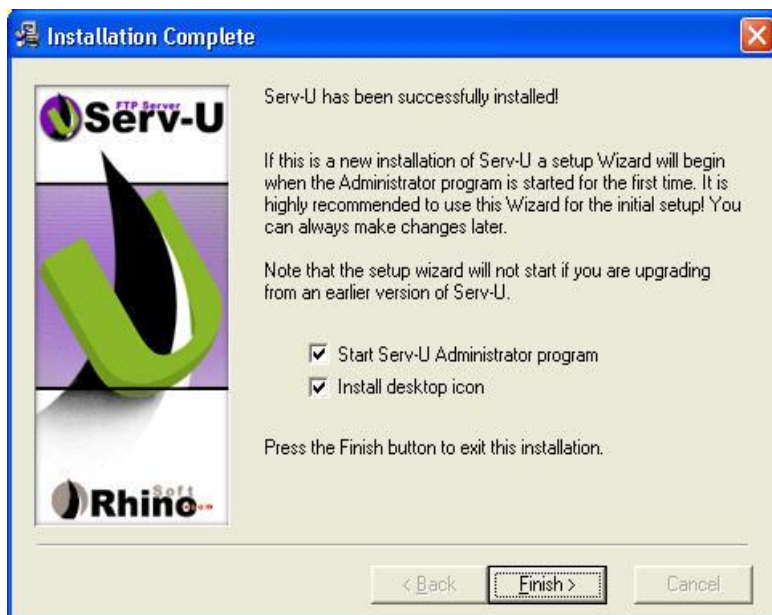 Installation Complete
FTP Server
Serv-U
Serv-U has been successfully installed!
If this is a new installation of Serv-U a setup Wizard will begin
when the Administrator program is started for the first time. It is
highly recommended to use this Wizard for the initial setup! You
can always make changes later.
Note that the setup wizard will not start if you are upgrading
from an earlier version of Serv-U.
Start Serv-U Administrator program
Install desktop icon
Press the Finish button to exit this installation.
Rhino
Soft
.com
< Back
Finish >
Cancel